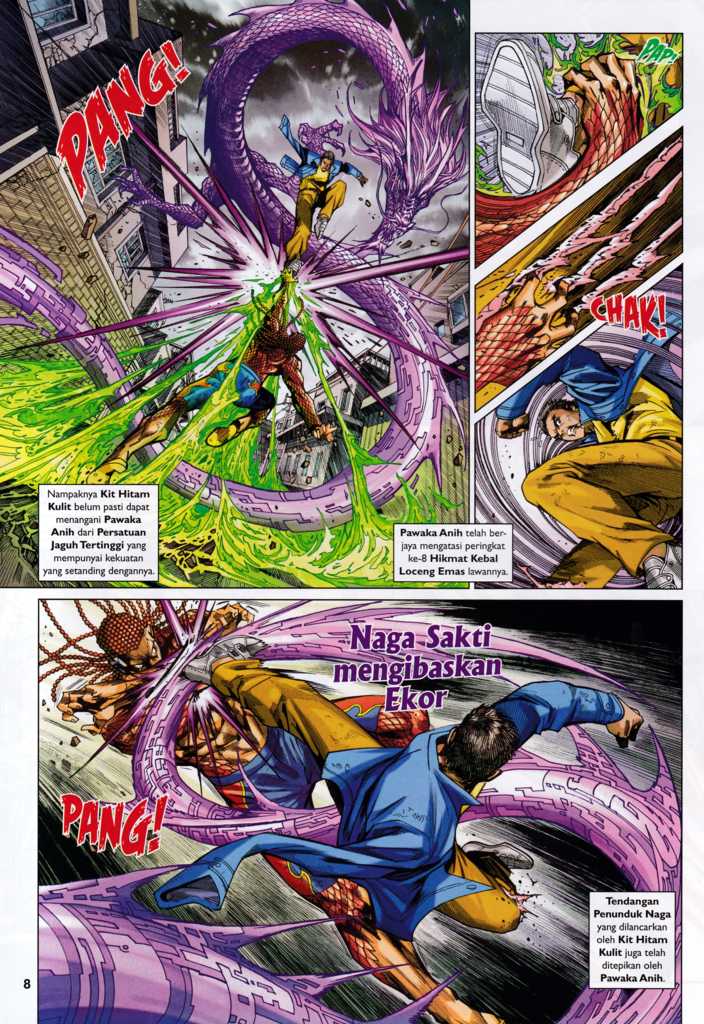 PANG!
PAP!
CHAK!
Nampaknya Kit Hitam
Kulit belum pasti dapat
menangani Pawaka
Anih dari Persatuan
Jaguh Tertinggi yang
mempunyai kekuatan
yang setanding dengannya.
Pawaka Anih telah ber-
jaya mengatasi peringkat
ke-8 Hikmat Kebal
Loceng Emas lawannya.
Naga Sakti
mengibaskan
Ekor
PANG!
Tendangan
Penunduk Naga
yang dilancarkan
oleh Kit Hitam
Kulit juga telah
ditepikan oleh
Pawaka Anih.
8